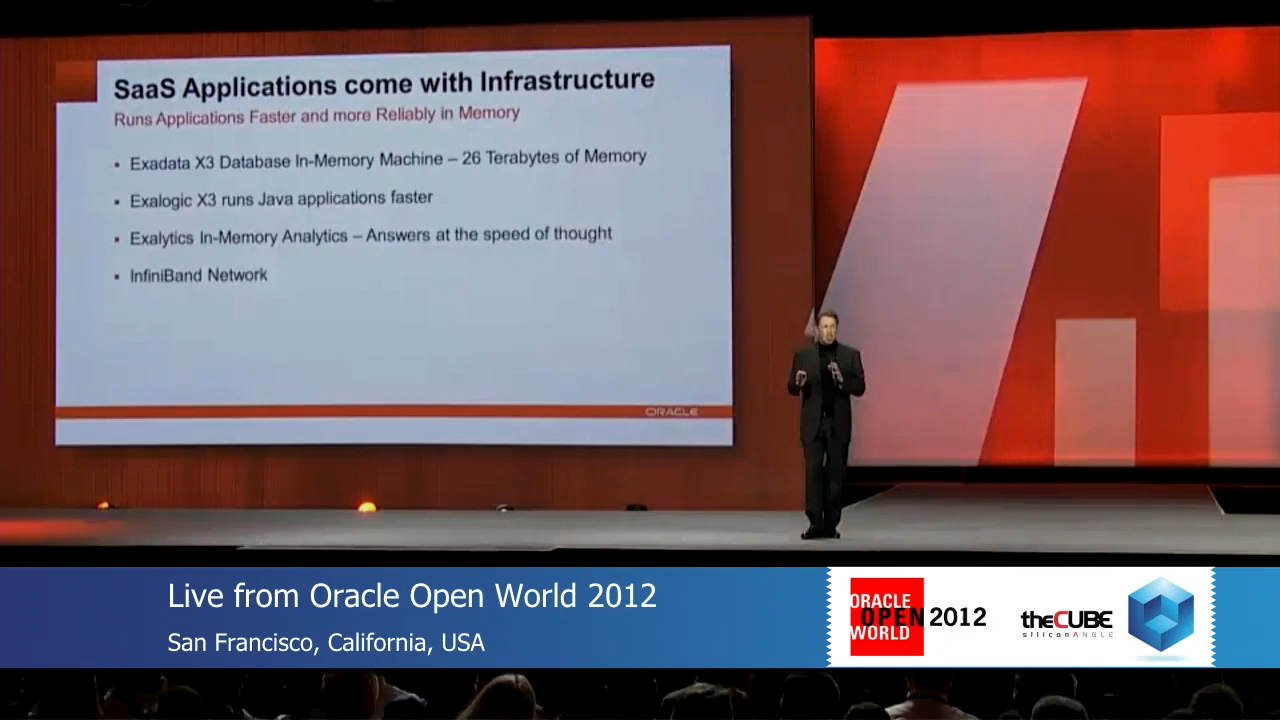 SaaS Applications come with Infrastructure
Runs Applications Faster and more Reliably in Memory
• Exadata X3 Database In-Memory Machine – 26 Terabytes of Memory
• Exalogic X3 runs Java applications faster
• Exalytics In-Memory Analytics – Answers at the speed of thought
• InfiniBand Network
ORACLE
Live from Oracle Open World 2012
San Francisco, California, USA
ORACLE
OPEN 2012
WORLD
theCUBE
siliconANGLE